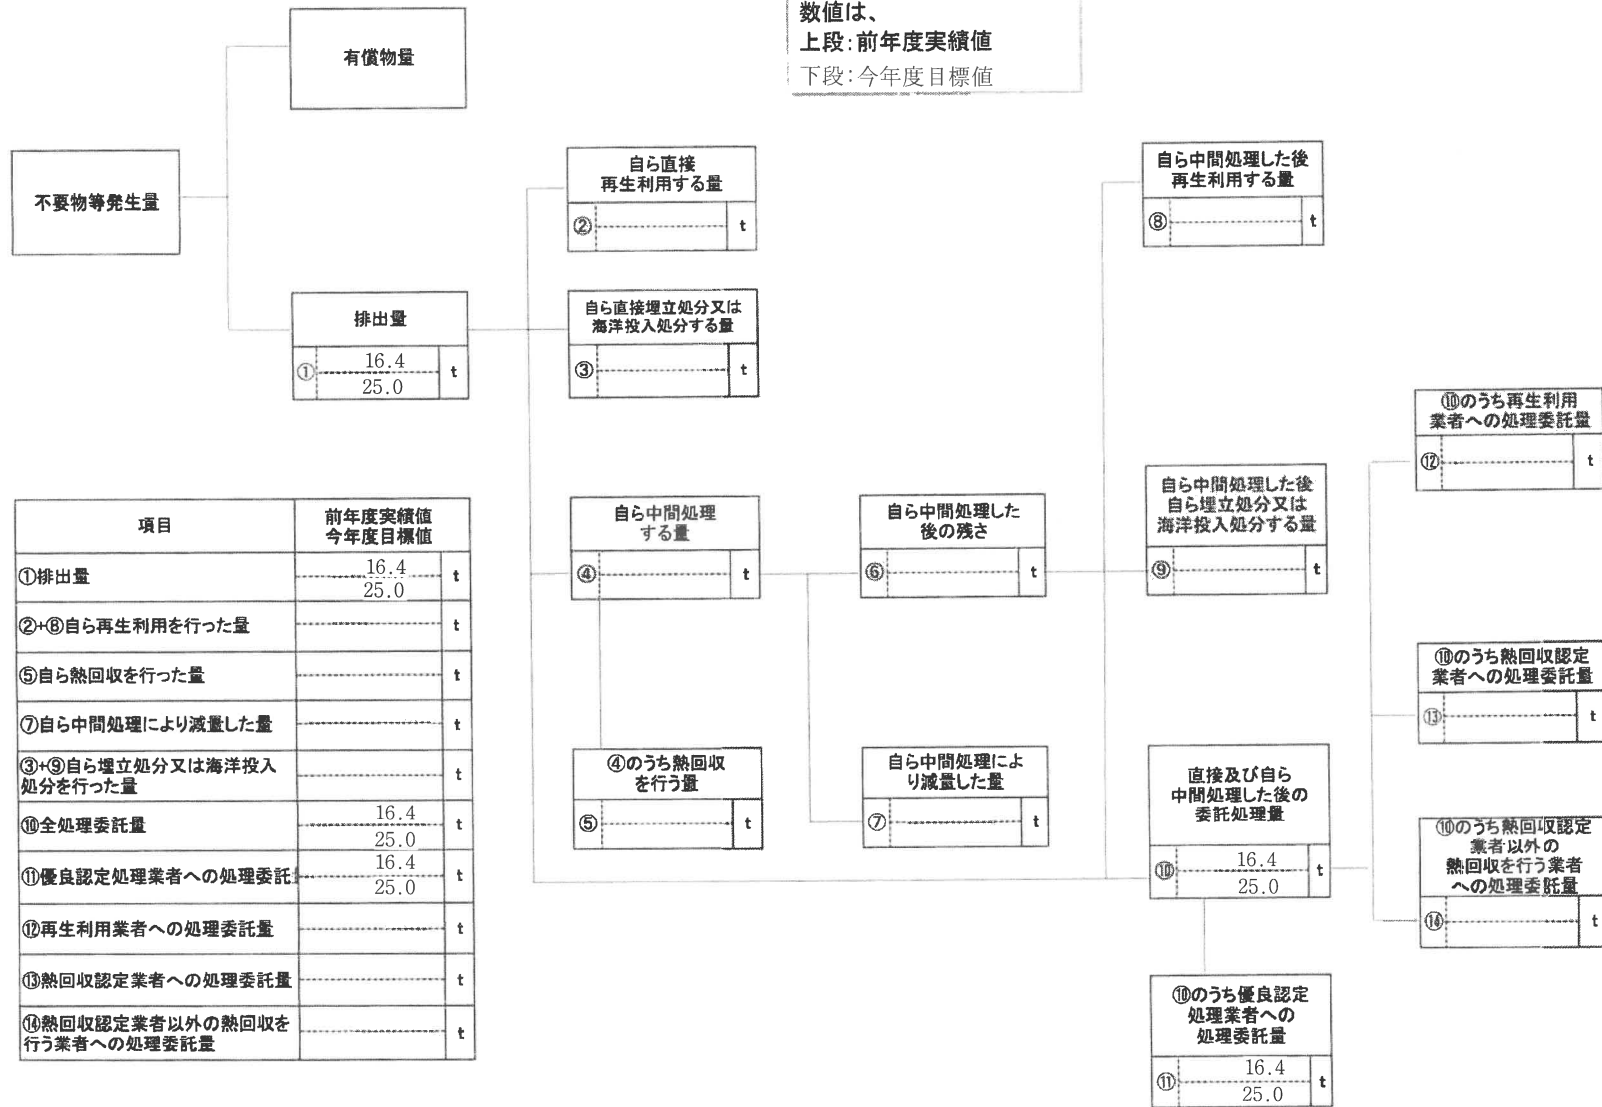 数値は、
上段：前年度実績値
下段：今年度目標値
有償物量
不要物等発生量
排出量
① 16.4 t
25.0
自ら直接
再生利用する量
② t
自ら直接埋立処分又は
海洋投入処分する量
③ t
自ら中間処理
する量
④ t
④のうち熱回収
を行う量
⑤ t
自ら中間処理した
後の残さ
⑥ t
自ら中間処理によ
り減量した量
⑦ t
自ら中間処理した後
再生利用する量
⑧ t
自ら中間処理した後
自ら埋立処分又は
海洋投入処分する量
⑨ t
直接及び自ら
中間処理した後の
委託処理量
⑩ 16.4 t
25.0
⑩のうち優良認定
処理業者への
処理委託量
⑪ 16.4 t
25.0
⑩のうち再生利用
業者への処理委託量
⑫ t
⑩のうち熱回収認定
業者への処理委託量
⑬ t
⑩のうち熱回収認定
業者以外の
熱回収を行う業者
への処理委託量
⑭ t
項目 前年度実績値
今年度目標値
①排出量 16.4 t
25.0
②+⑧自ら再生利用を行った量 t
⑤自ら熱回収を行った量 t
⑦自ら中間処理により減量した量 t
③+⑨自ら埋立処分又は海洋投入
処分を行った量 t
⑩全処理委託量 16.4 t
25.0
⑪優良認定処理業者への処理委託 16.4 t
25.0
⑫再生利用業者への処理委託量 t
⑬熱回収認定業者への処理委託量 t
⑭熱回収認定業者以外の熱回収を
行う業者への処理委託量 t